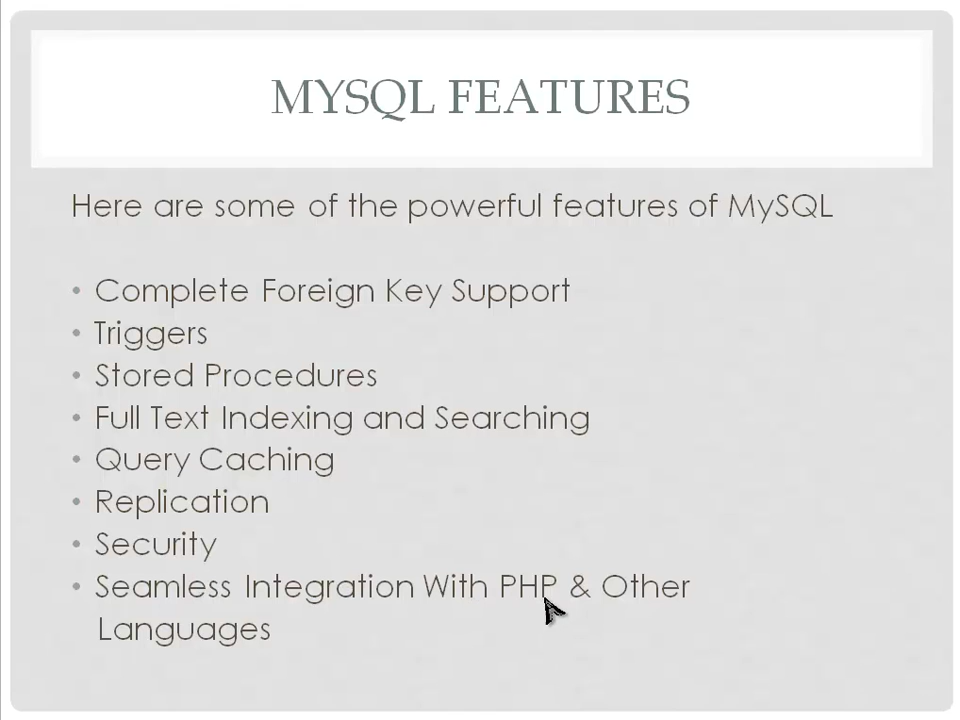 MYSQL FEATURES
Here are some of the powerful features of MySQL
• Complete Foreign Key Support
• Triggers
• Stored Procedures
• Full Text Indexing and Searching
• Query Caching
• Replication
• Security
• Seamless Integration With PHP & Other
Languages